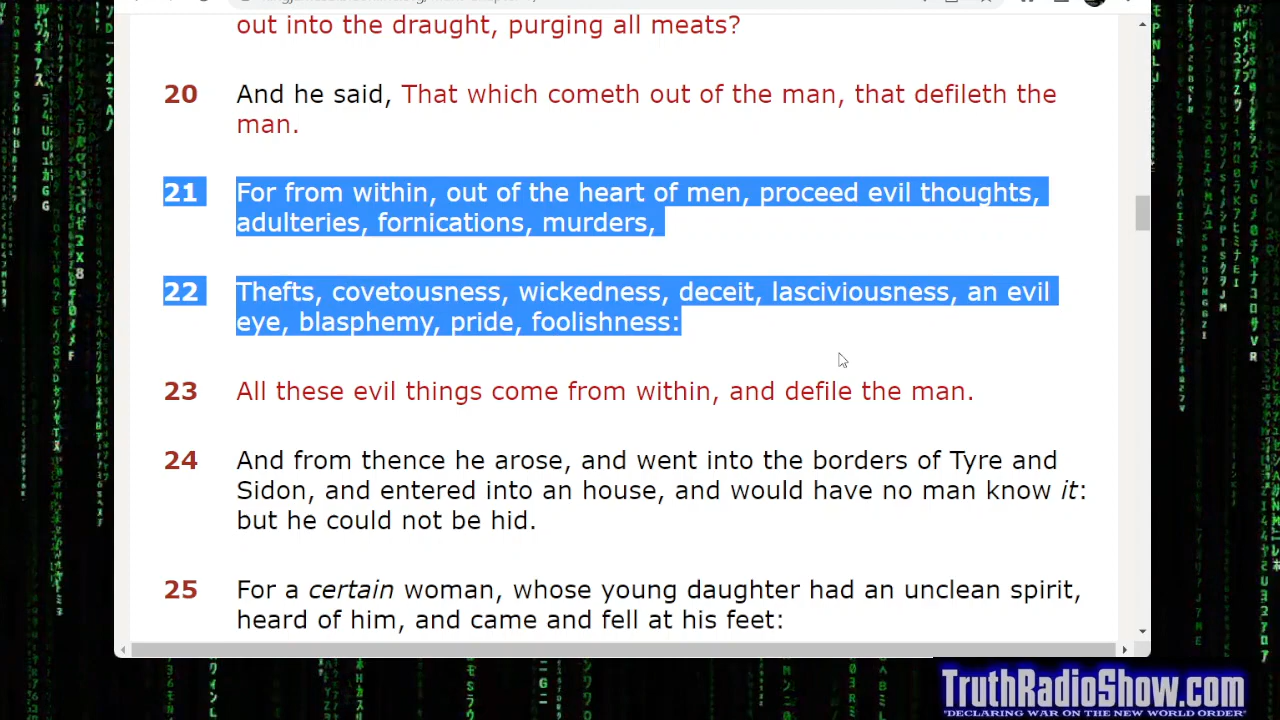 out into the draught, purging all meats?
20 And he said, That which cometh out of the man, that defileth the
man.
21 For from within, out of the heart of men, proceed evil thoughts,
adulteries, fornications, murders,
22 Thefts, covetousness, wickedness, deceit, lasciviousness, an evil
eye, blasphemy, pride, foolishness:
23 All these evil things come from within, and defile the man.
24 And from thence he arose, and went into the borders of Tyre and
Sidon, and entered into an house, and would have no man know it:
but he could not be hid.
25 For a certain woman, whose young daughter had an unclean spirit,
heard of him, and came and fell at his feet:
TruthRadioShow.com
"DECLARING WAR ON THE NEW WORLD ORDER"